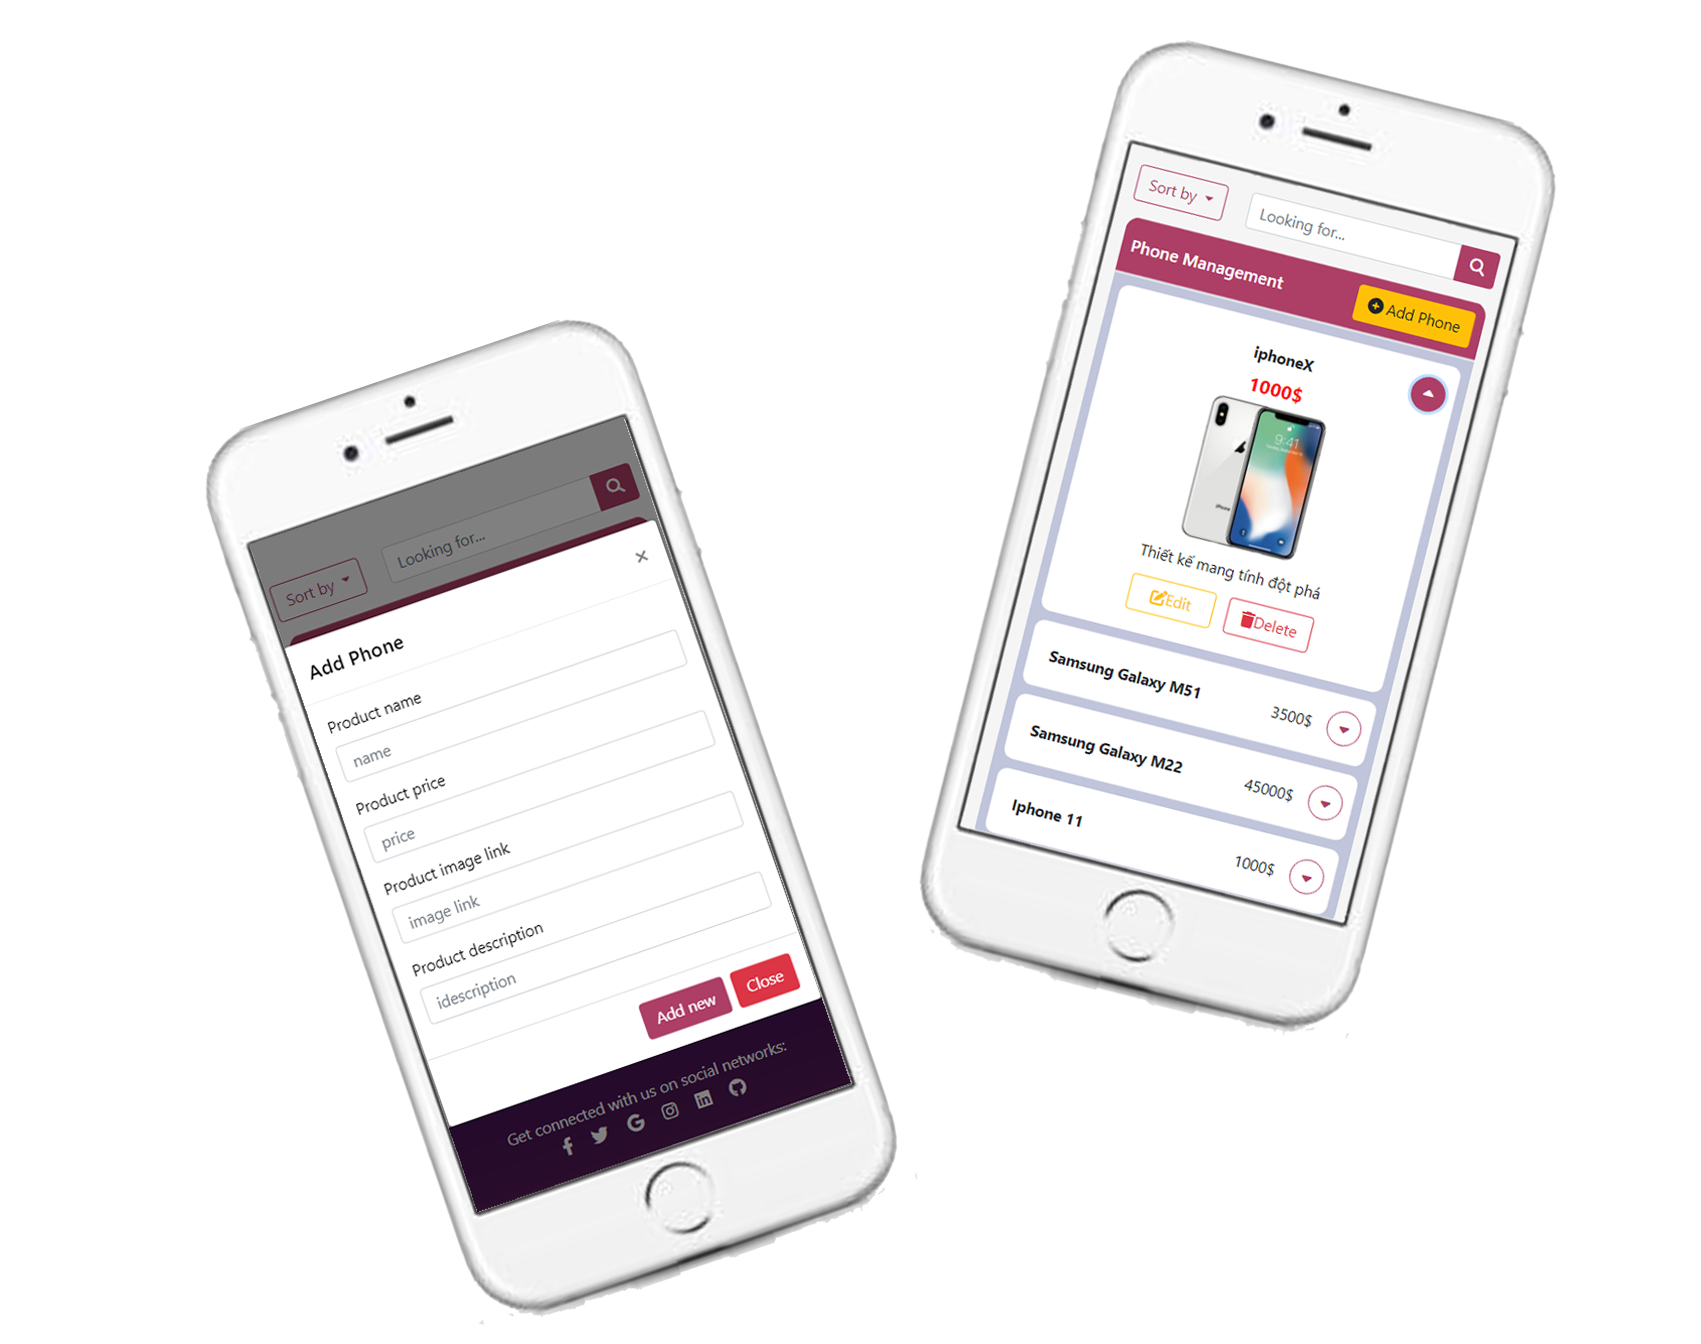 Looking for...
Sort by
Add Phone
Product name
name
Product price
price
Product image link
image link
Product description
idescription
Add new
Close
Get connected with us on social networks:
Sort by
Looking for...
Phone Management
Add Phone
iphoneX
1000$
9:41
iPhone
Thiết kế mang tính đột phá
Edit
Delete
Samsung Galaxy M51
3500$
Samsung Galaxy M22
45000$
Iphone 11
1000$